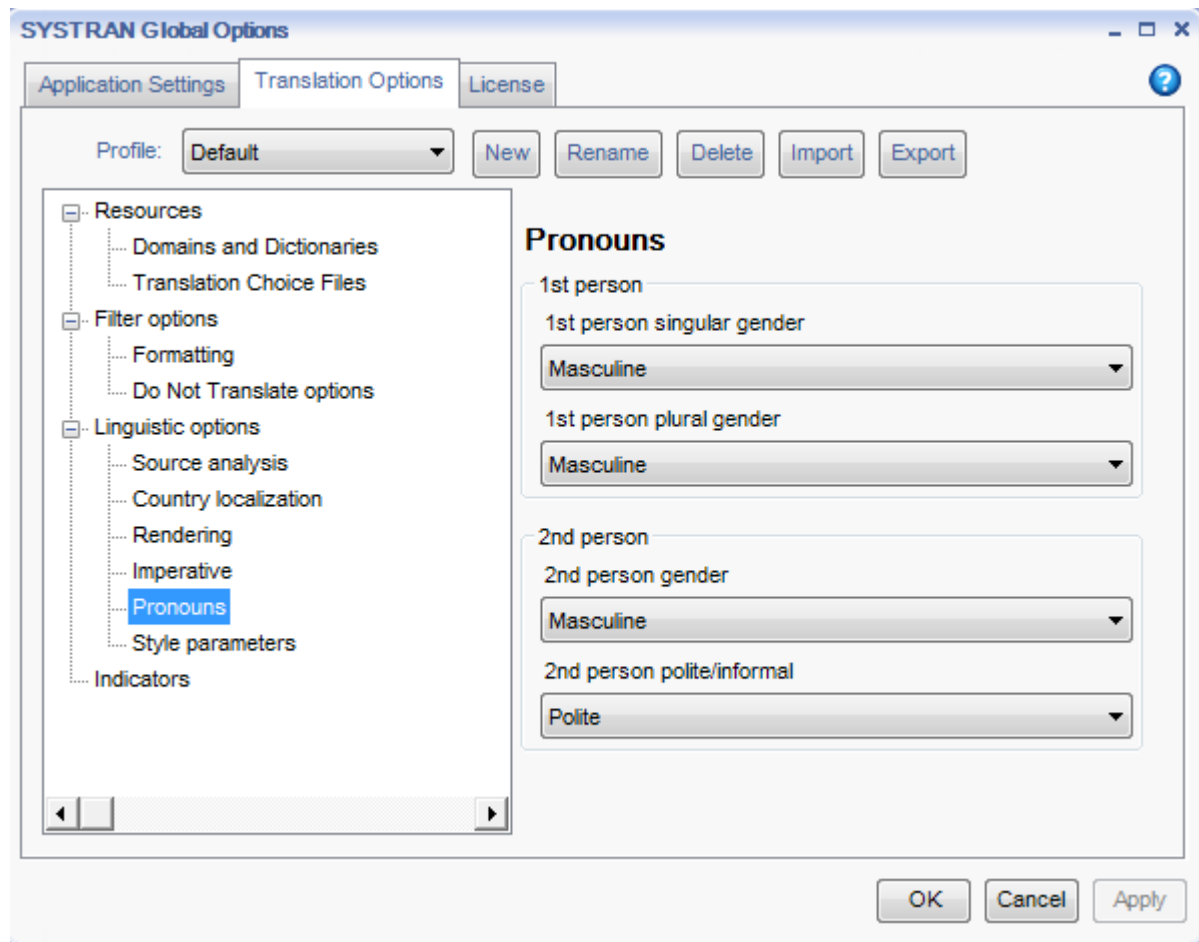 SYSTRAN Global Options
Application Settings Translation Options License
Profile: Default New Rename Delete Import Export
Resources
Domains and Dictionaries
Translation Choice Files
Filter options
Formatting
Do Not Translate options
Linguistic options
Source analysis
Country localization
Rendering
Imperative
Pronouns
Style parameters
Indicators
Pronouns
1st person
1st person singular gender
Masculine
1st person plural gender
Masculine
2nd person
2nd person gender
Masculine
2nd person polite/informal
Polite
OK Cancel Apply